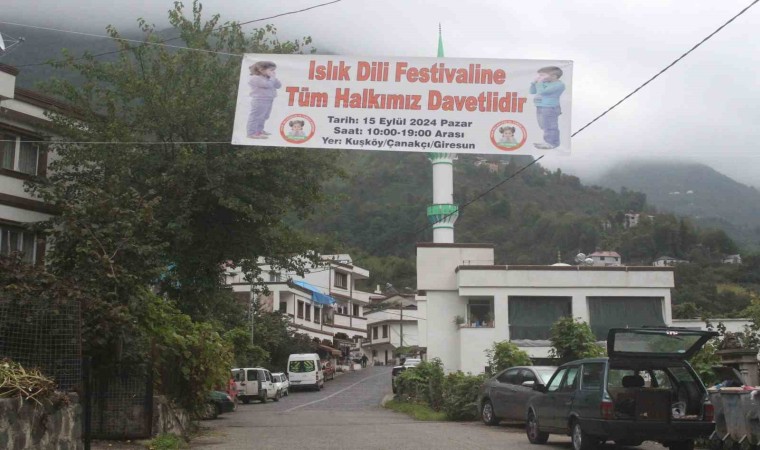 Islık Dili Festivaline
Tüm Halkımız Davetlidir
Tarih: 15 Eylül 2024 Pazar
Saat: 10:00-19:00 Arası
Yer: Kuşköy/Çanakçı/Giresun